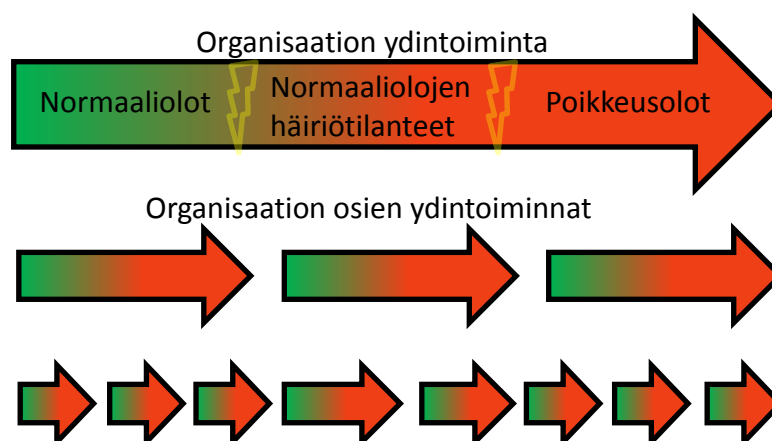 Organisaation ydintoiminta
Normaaliolot
Normaaliolojen
häiriötilanteet
Poikkeusolot
Organisaation osien ydintoiminnat